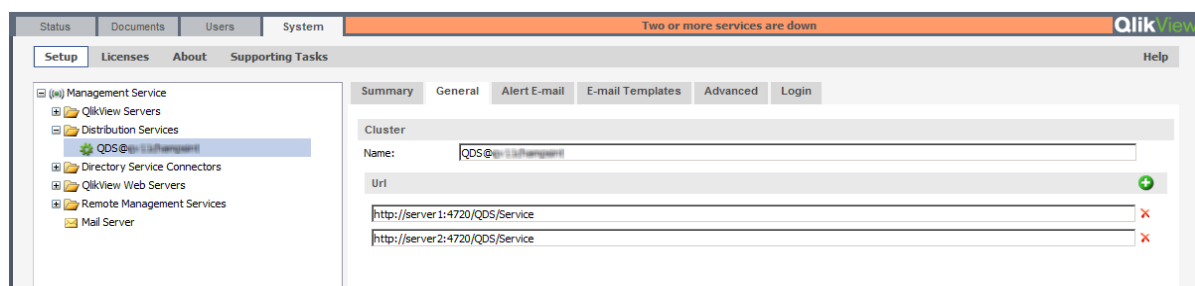 Status Documents Users System Two or more services are down QlikView
Setup Licenses About Supporting Tasks Help
Management Service
QlikView Servers
Distribution Services
QDS@
Directory Service Connectors
QlikView Web Servers
Remote Management Services
Mail Server
Summary General Alert E-mail E-mail Templates Advanced Login
Cluster
Name: QDS@
Url
http://server1:4720/QDS/Service
http://server2:4720/QDS/Service